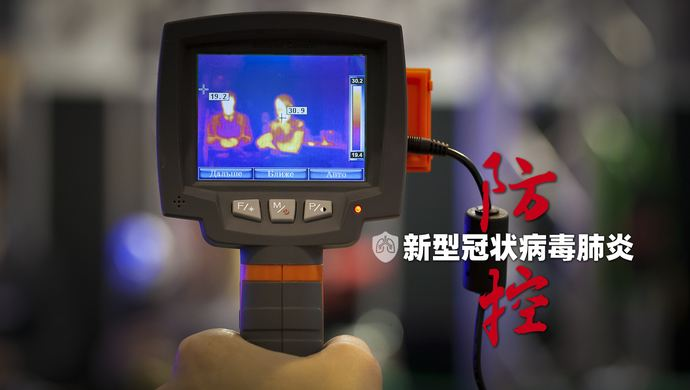 30,2
19.2
30.9
19.4
Дальше Ближе Авто
F/+ M/ P/
防
新型冠状病毒肺炎
控